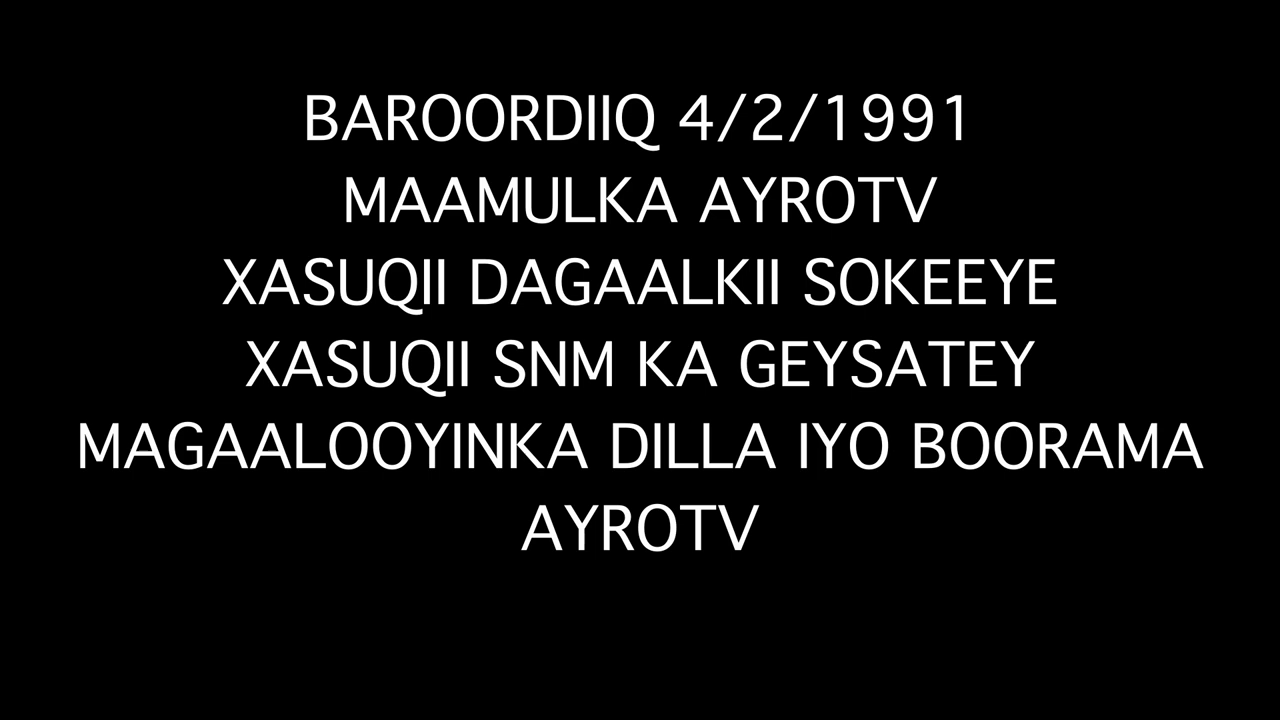 BAROORDIIQ 4/2/1991
MAAMULKA AYROTV
XASUQII DAGAALKII SOKEEYE
XASUQII SNM KA GEYSATEY
MAGAALOOYINKA DILLA IYO BOORAMA
AYROTV